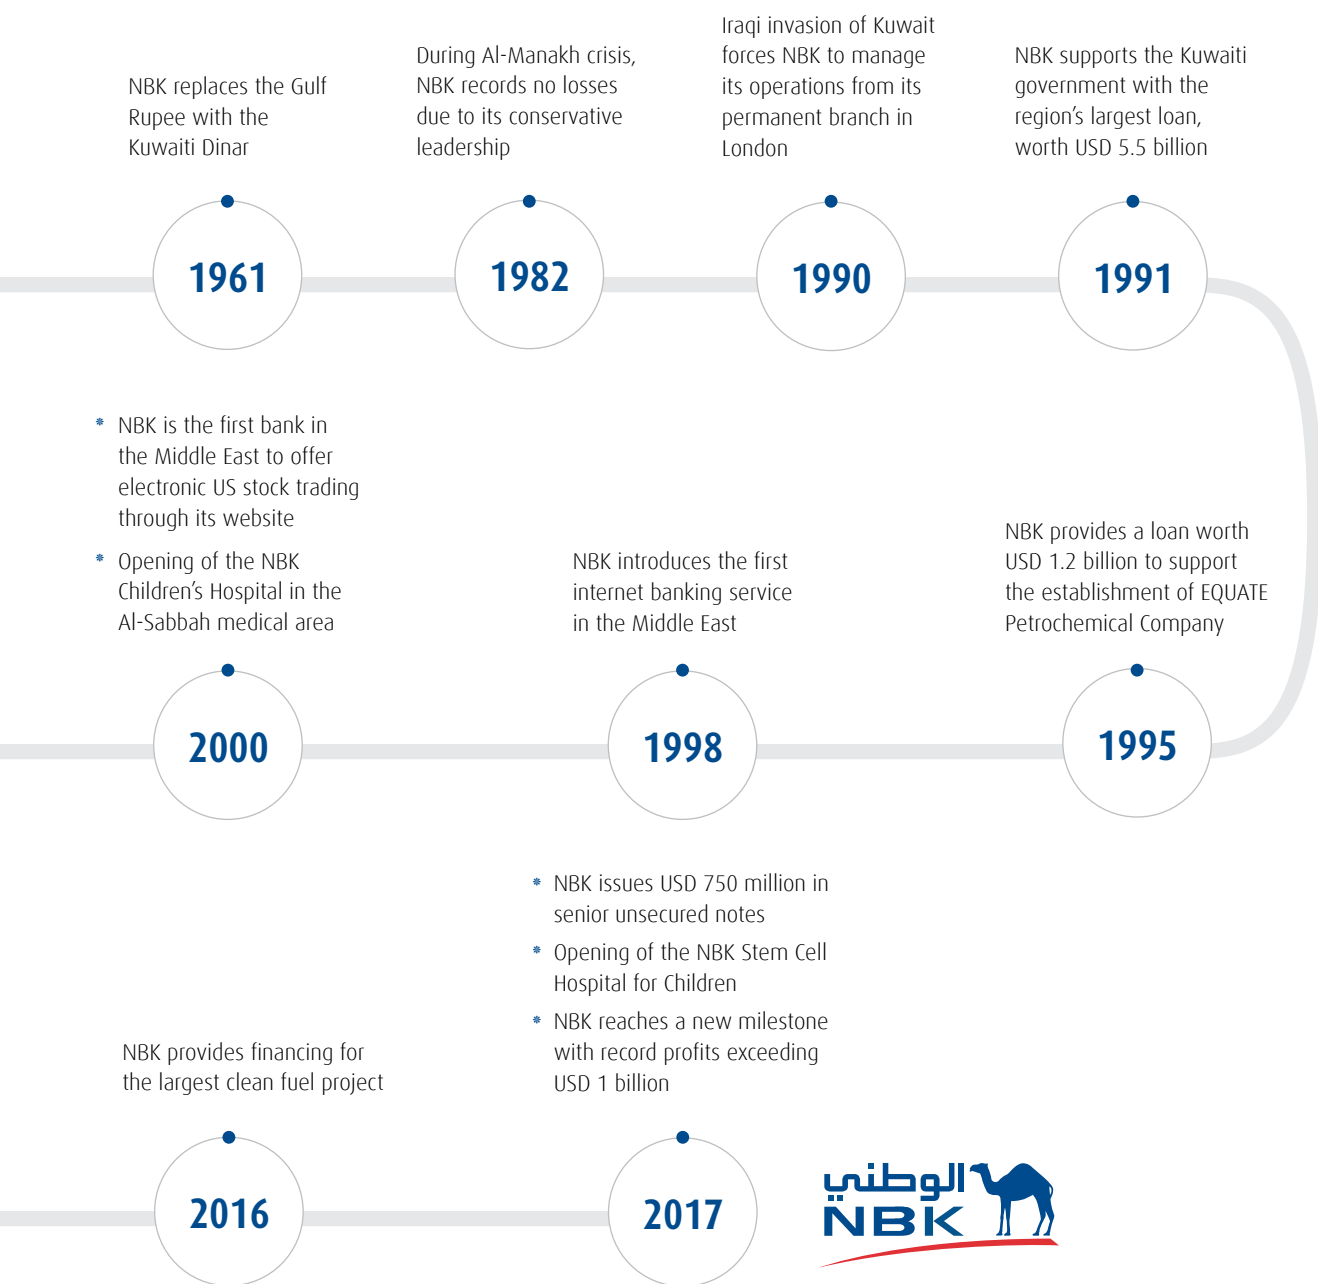 NBK replaces the Gulf
Rupee with the
Kuwaiti Dinar
1961
During Al-Manakh crisis,
NBK records no losses
due to its conservative
leadership
1982
Iraqi invasion of Kuwait
forces NBK to manage
its operations from its
permanent branch in
London
1990
NBK supports the Kuwaiti
government with the
region's largest loan,
worth USD 5.5 billion
1991
NBK provides a loan worth
USD 1.2 billion to support
the establishment of EQUATE
Petrochemical Company
1995
NBK introduces the first
internet banking service
in the Middle East
1998
* NBK is the first bank in
the Middle East to offer
electronic US stock trading
through its website
* Opening of the NBK
Children's Hospital in the
Al-Sabbah medical area
2000
NBK provides financing for
the largest clean fuel project
2016
* NBK issues USD 750 million in
senior unsecured notes
* Opening of the NBK Stem Cell
Hospital for Children
* NBK reaches a new milestone
with record profits exceeding
USD 1 billion
2017
الوطني
NBK